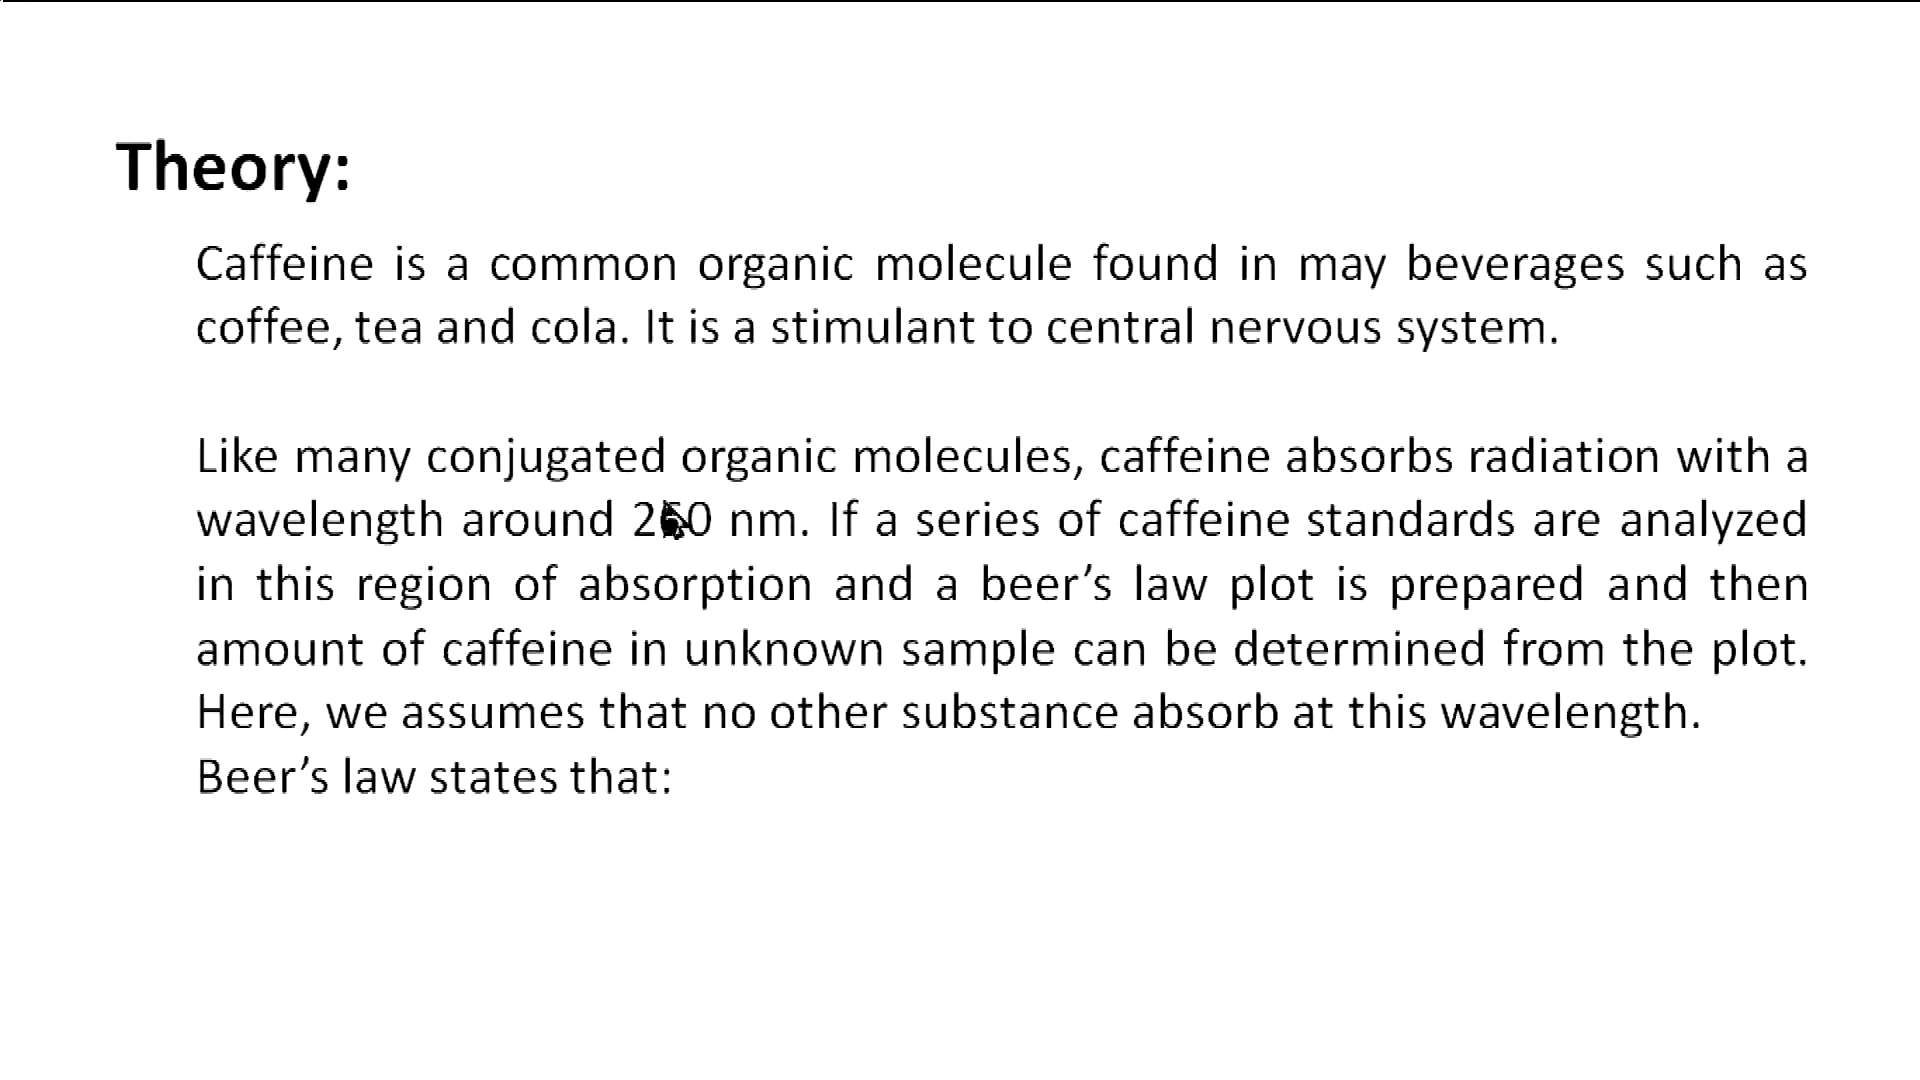 Theory:
Caffeine is a common organic molecule found in may beverages such as
coffee, tea and cola. It is a stimulant to central nervous system.
Like many conjugated organic molecules, caffeine absorbs radiation with a
wavelength around nm. If a series of caffeine standards are analyzed
in this region of absorption and a beer’s law plot is prepared and then
amount of caffeine in unknown sample can be determined from the plot.
Here, we assumes that no other substance absorb at this wavelength.
Beer’s law states that: